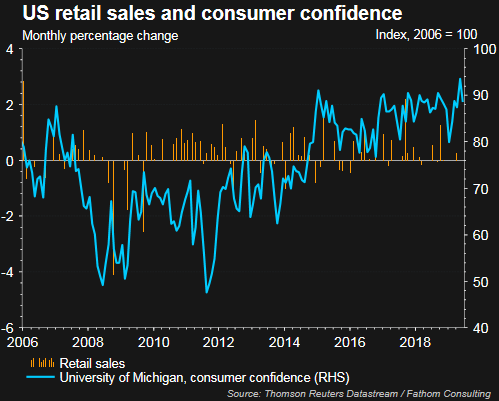 US retail sales and consumer confidence
Monthly percentage change
Index, 2006 = 100
4
100
2
90
80
0
70
-2
60
-4
50
-6
40
2006 2008 2010 2012 2014 2016 2018
Retail sales
University of Michigan, consumer confidence (RHS)
Source: Thomson Reuters Datastream / Fathom Consulting